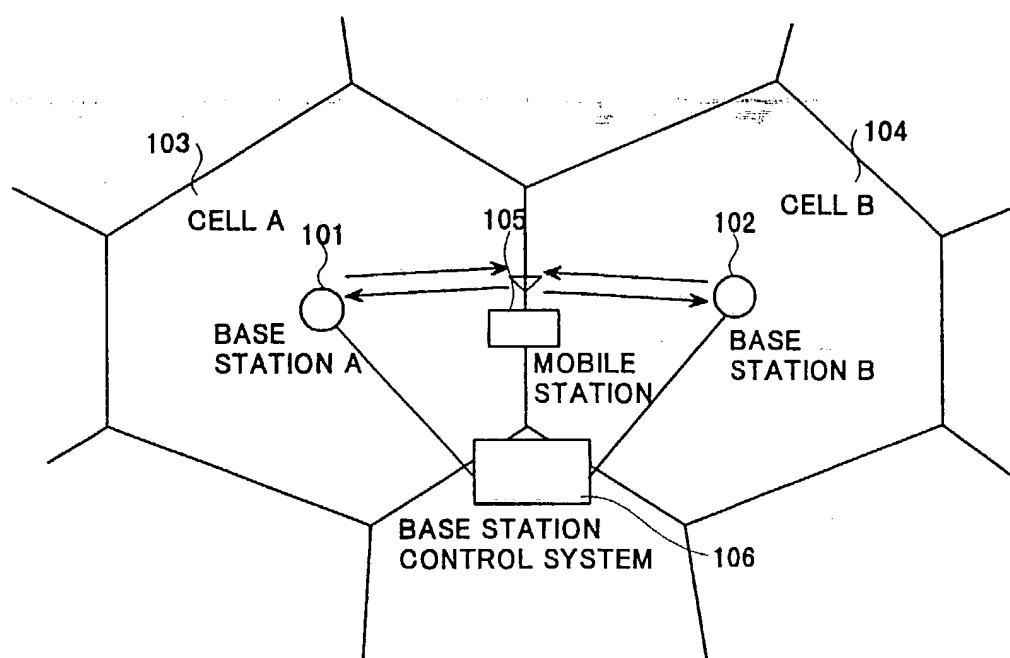 103
104
CELL A
105
CELL B
101
102
BASE
STATION A
BASE
STATION B
MOBILE
STATION
BASE STATION
CONTROL SYSTEM
106